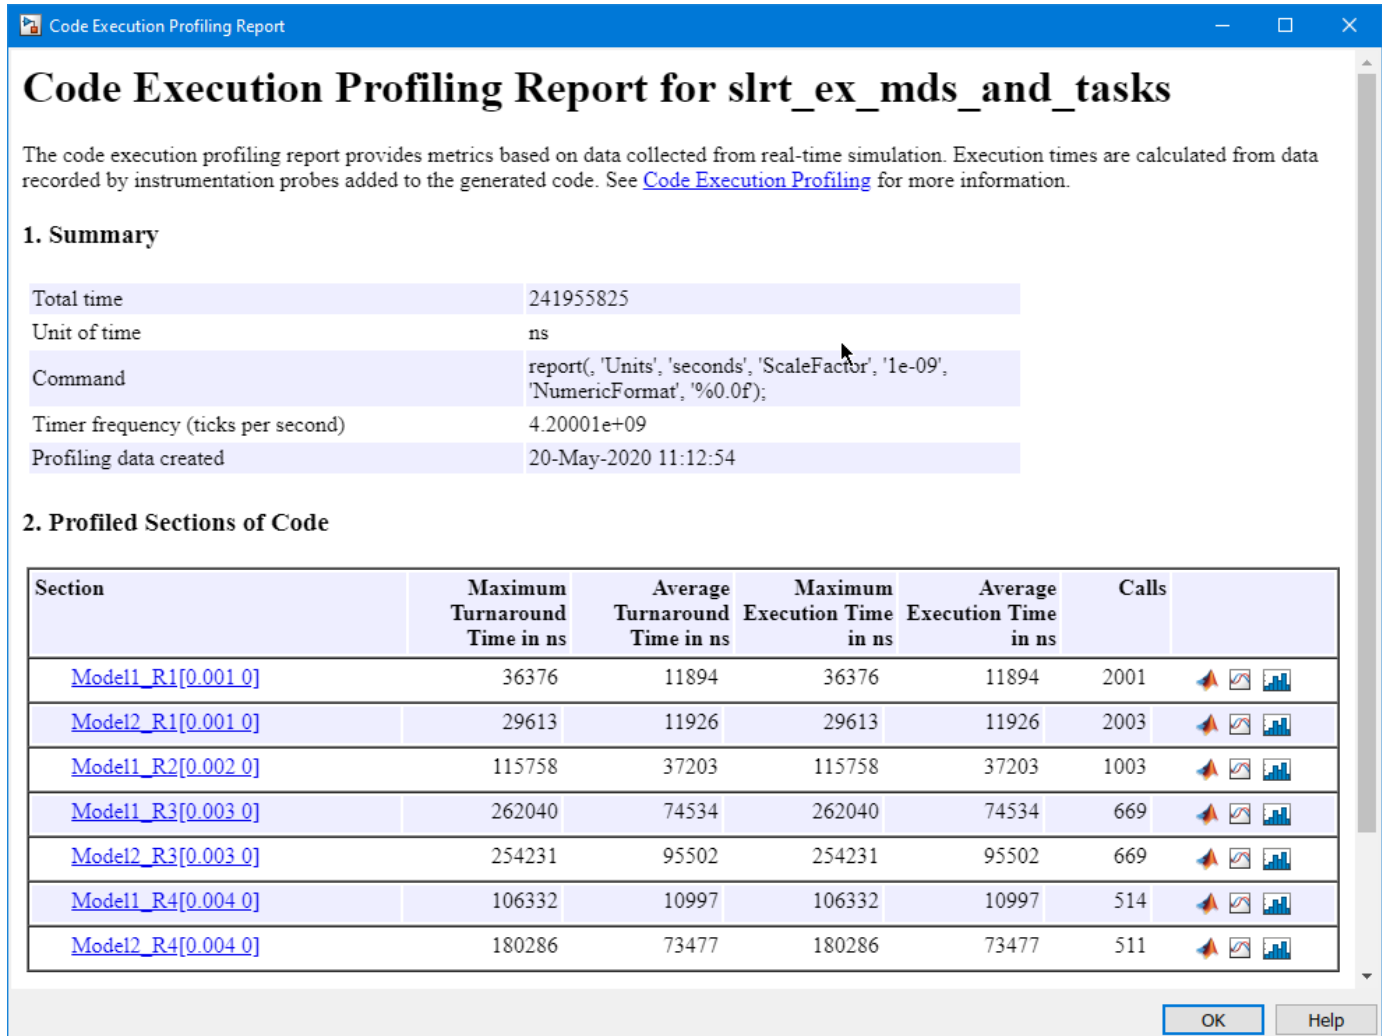 Code Execution Profiling Report
Code Execution Profiling Report for slrt_ex_mds_and_tasks
The code execution profiling report provides metrics based on data collected from real-time simulation. Execution times are calculated from data
recorded by instrumentation probes added to the generated code. See Code Execution Profiling for more information.
1. Summary
Total time 241955825
Unit of time ns
Command report(, 'Units', 'seconds', 'ScaleFactor', '1e-09',
'NumericFormat', '%0.0f');
Timer frequency (ticks per second) 4.20001e+09
Profiling data created 20-May-2020 11:12:54
2. Profiled Sections of Code
Section Maximum Average Maximum Average Calls
Turnaround Turnaround Execution Time Execution Time
Time in ns Time in ns in ns in ns
Model1_R1[0.001 0] 36376 11894 36376 11894 2001
Model2_R1[0.001 0] 29613 11926 29613 11926 2003
Model1_R2[0.002 0] 115758 37203 115758 37203 1003
Model1_R3[0.003 0] 262040 74534 262040 74534 669
Model2_R3[0.003 0] 254231 95502 254231 95502 669
Model1_R4[0.004 0] 106332 10997 106332 10997 514
Model2_R4[0.004 0] 180286 73477 180286 73477 511
OK Help